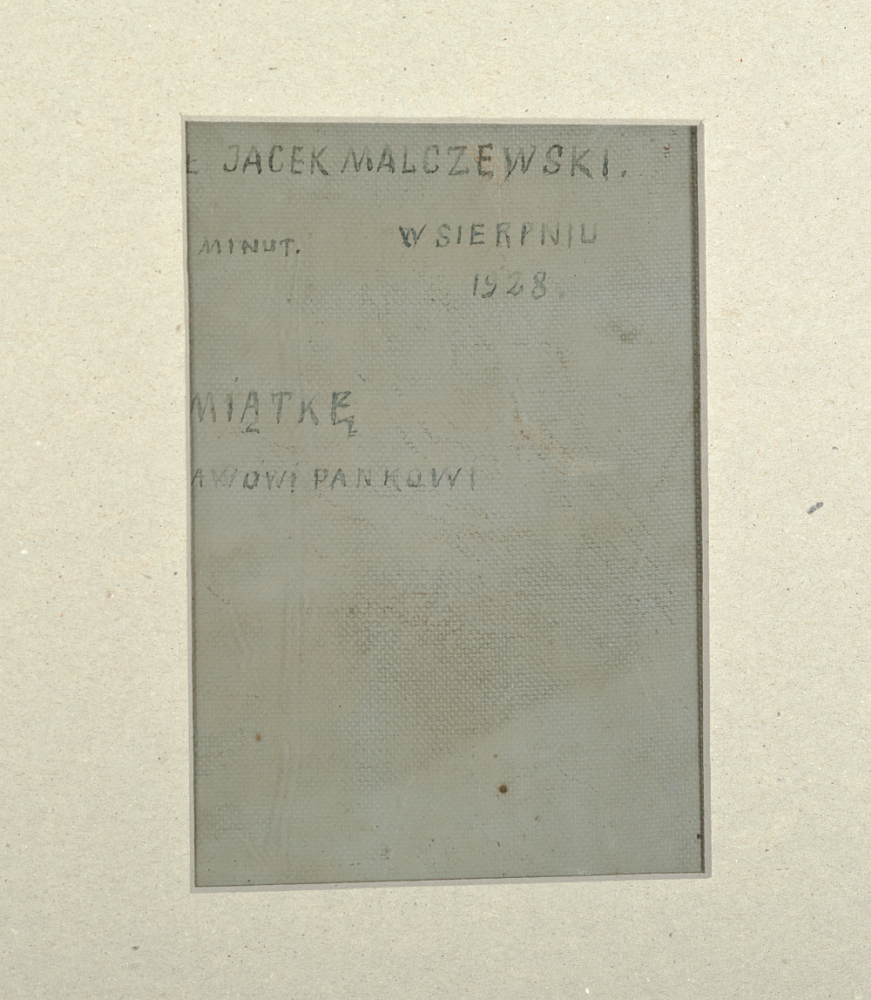 Ł JACEK MALCZEWSKI.
MINUT. W SIERPNIU
1928.
MIĄTKĘ
AWOWI PANKOWI